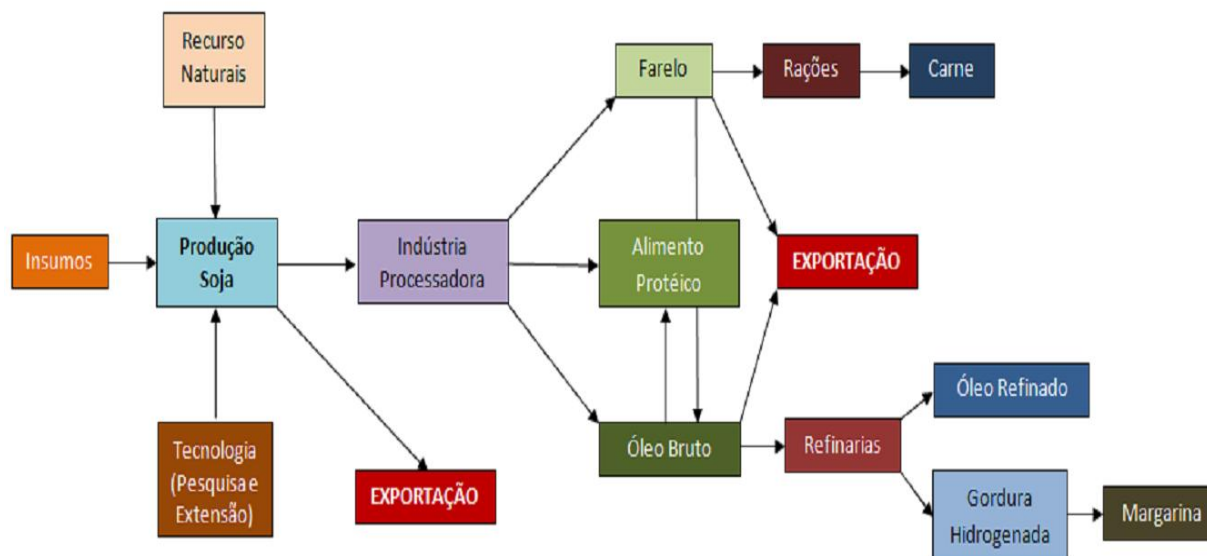 Recurso
Naturais
Farelo
Rações
Carne
Insumos
Produção
Soja
Indústria
Processadora
Alimento
Protéico
EXPORTAÇÃO
Óleo Refinado
Tecnologia
(Pesquisa e
Extensão)
EXPORTAÇÃO
Óleo Bruto
Refinarias
Gordura
Hidrogenada
Margarina